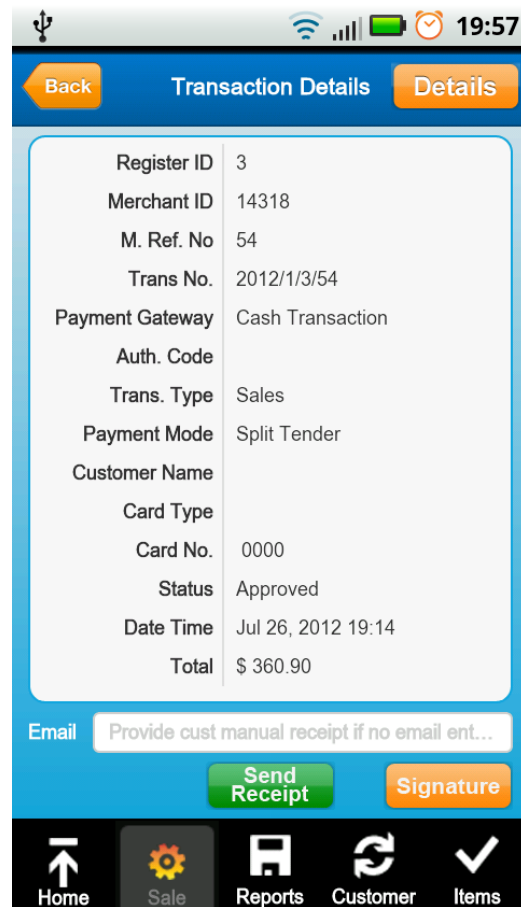 19:57
Back Transaction Details Details
Register ID 3
Merchant ID 14318
M. Ref. No 54
Trans No. 2012/1/3/54
Payment Gateway Cash Transaction
Auth. Code
Trans. Type Sales
Payment Mode Split Tender
Customer Name
Card Type
Card No. 0000
Status Approved
Date Time Jul 26, 2012 19:14
Total $ 360.90
Email Provide cust manual receipt if no email ent...
Send
Receipt
Signature
Home Sale Reports Customer Items